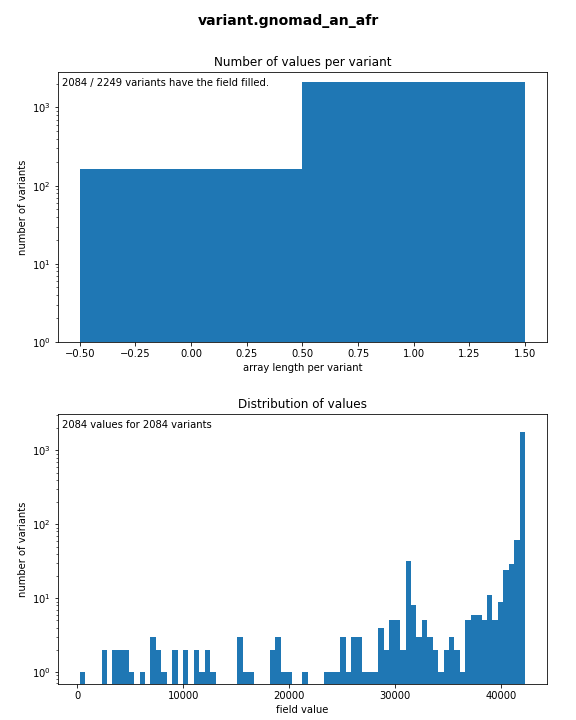 variant.gnomad_an_afr
Number of values per variant
2084 / 2249 variants have the field filled.
number of variants
10³
10²
10¹
10⁰
−0.50 −0.25 0.00 0.25 0.50 0.75 1.00 1.25 1.50
array length per variant
Distribution of values
2084 values for 2084 variants
number of variants
10³
10²
10¹
10⁰
0 10000 20000 30000 40000
field value